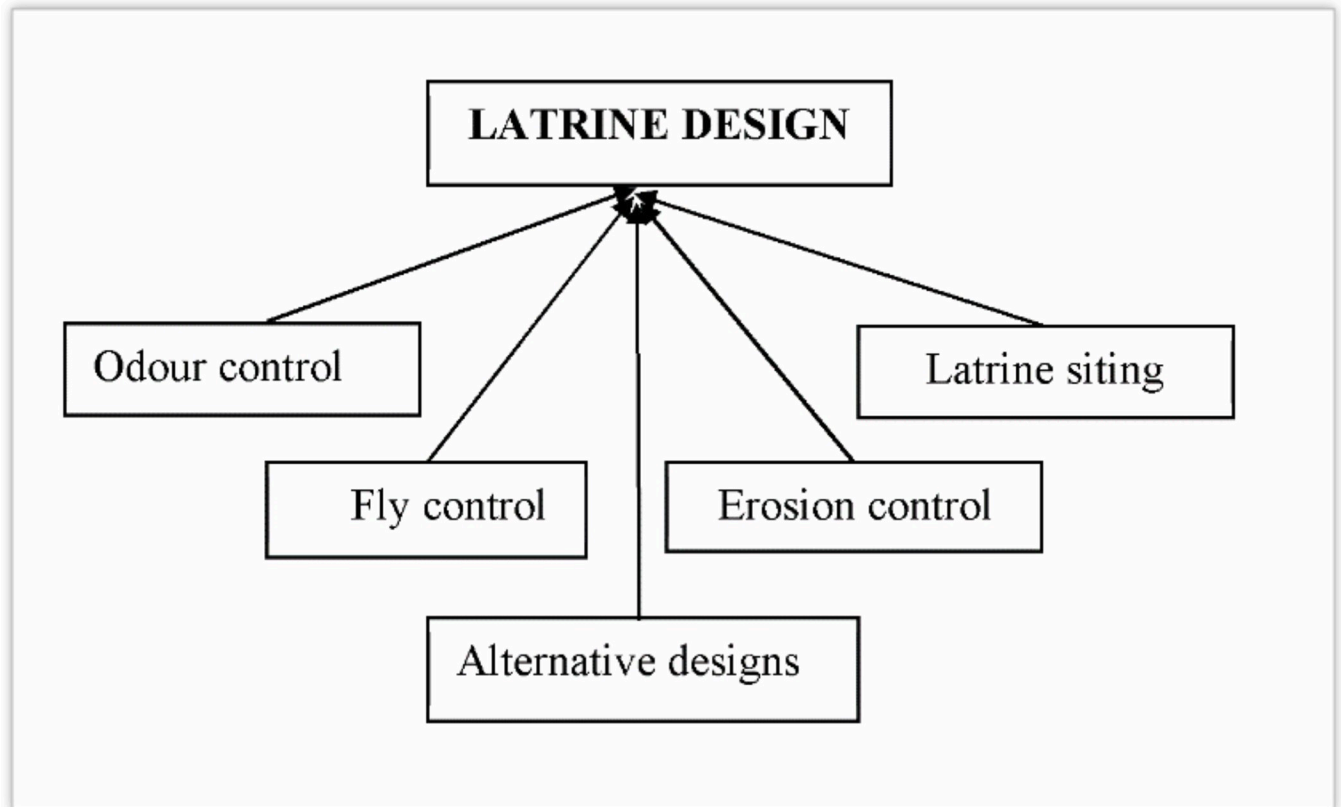 LATRINE DESIGN
Odour control
Latrine siting
Fly control
Erosion control
Alternative designs